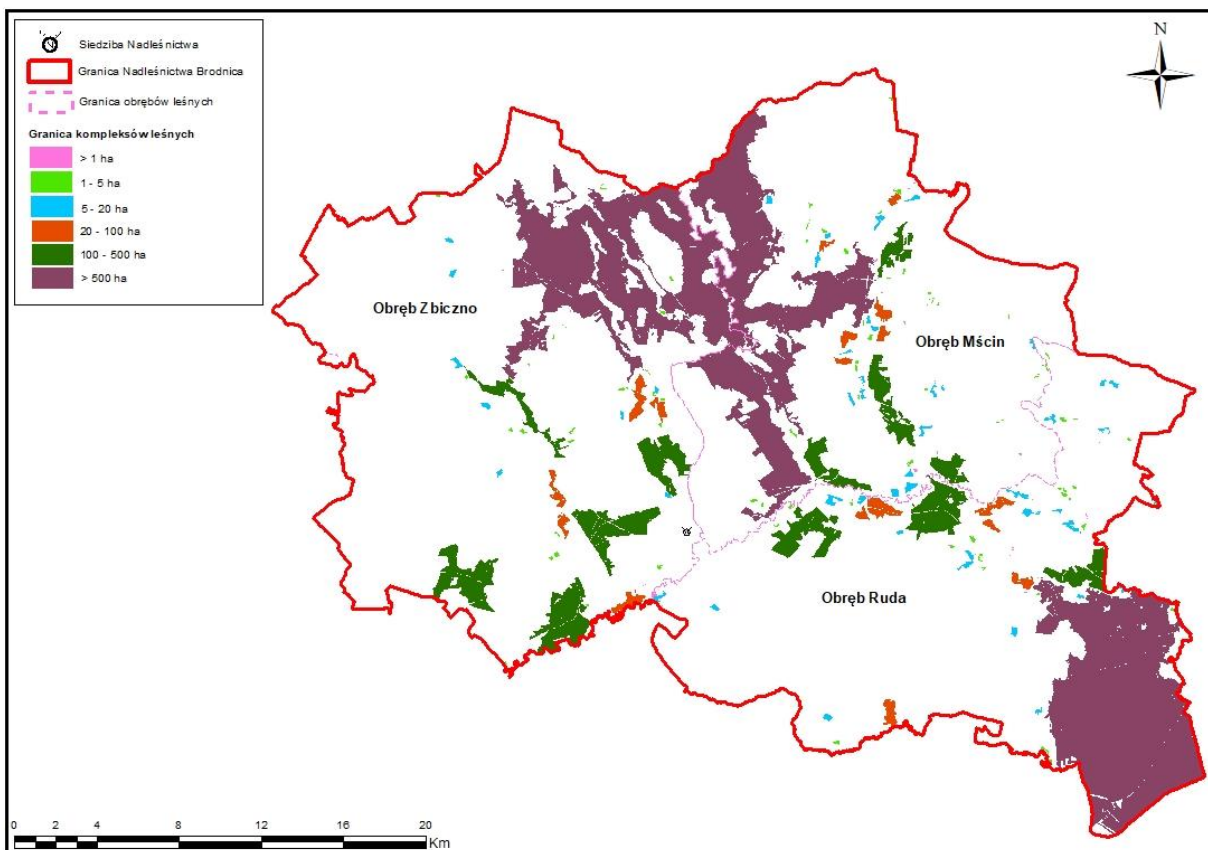 Siedziba Nadleśnictwa
Granica Nadleśnictwa Brodnica
Granica obrębów leśnych
Granica kompleksów leśnych
> 1 ha
1 - 5 ha
5 - 20 ha
20 - 100 ha
100 - 500 ha
> 500 ha
N
Obręb Zbiczno
Obręb Mścin
Obręb Ruda
0 2 4 8 12 16 20
Km